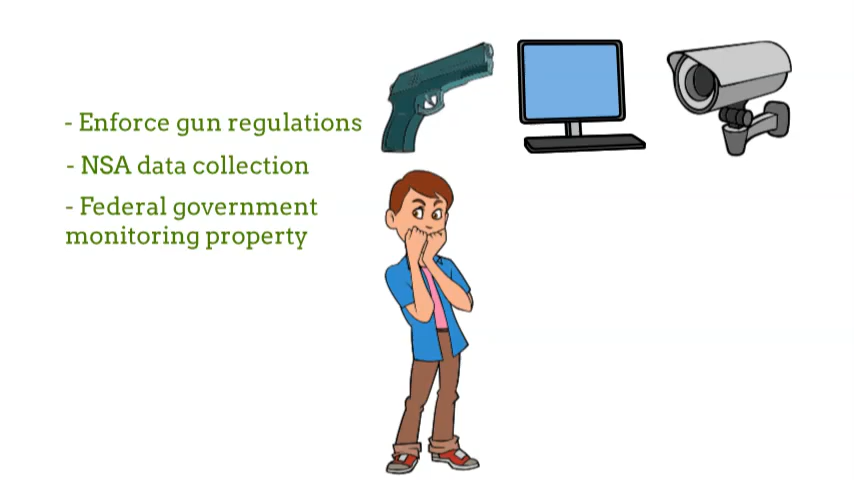 - Enforce gun regulations
- NSA data collection
- Federal government
monitoring property